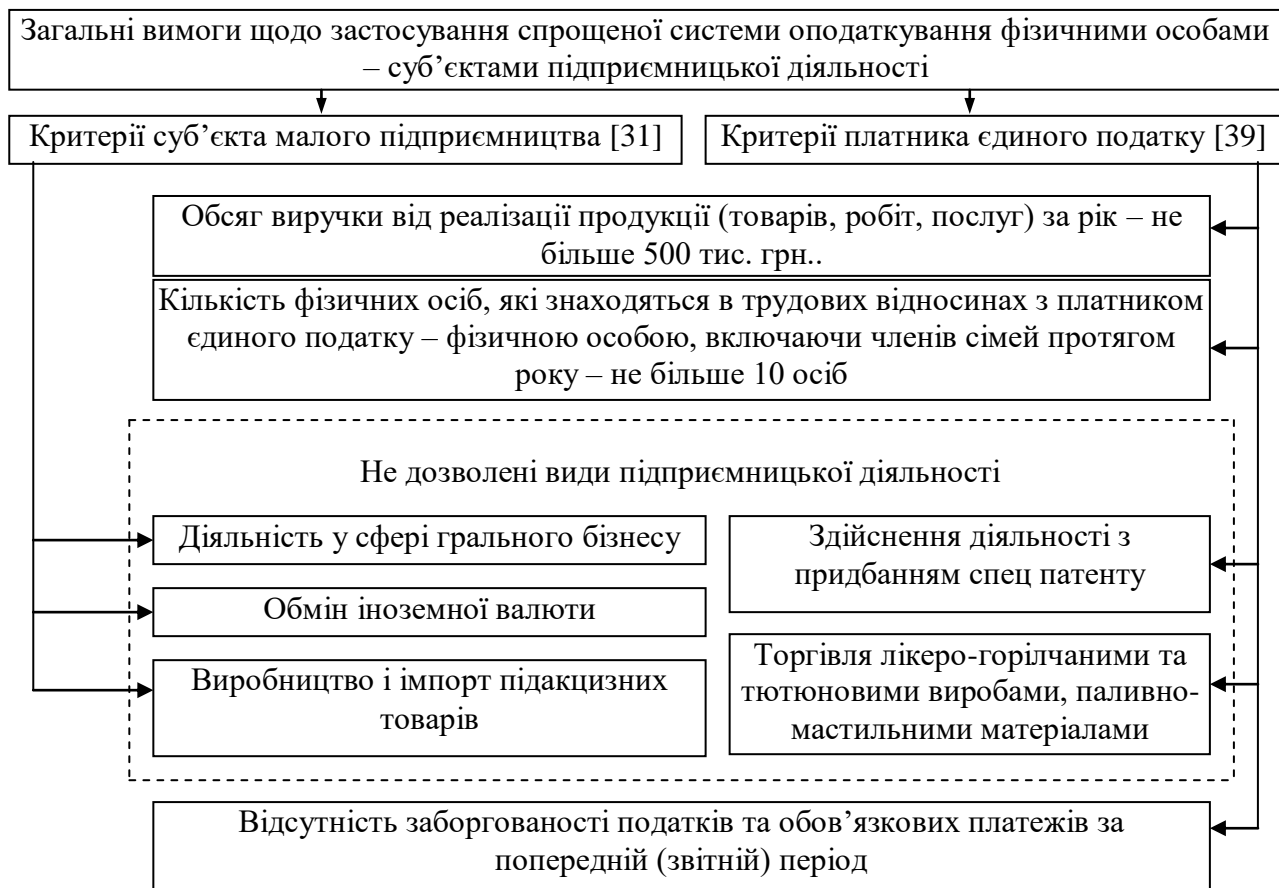 Загальні вимоги щодо застосування спрощеної системи оподаткування фізичними особами
– суб’єктами підприємницької діяльності
Критерії суб’єкта малого підприємництва [31]
Критерії платника єдиного податку [39]
Обсяг виручки від реалізації продукції (товарів, робіт, послуг) за рік – не
більше 500 тис. грн..
Кількість фізичних осіб, які знаходяться в трудових відносинах з платником
єдиного податку – фізичною особою, включаючи членів сімей протягом
року – не більше 10 осіб
Не дозволені види підприємницької діяльності
Діяльність у сфері грального бізнесу
Обмін іноземної валюти
Виробництво і імпорт підакцизних
товарів
Здійснення діяльності з
придбанням спец патенту
Торгівля лікеро-горілчаними та
тютюновими виробами, паливно-
мастильними матеріалами
Відсутність заборгованості податків та обов’язкових платежів за
попередній (звітній) період